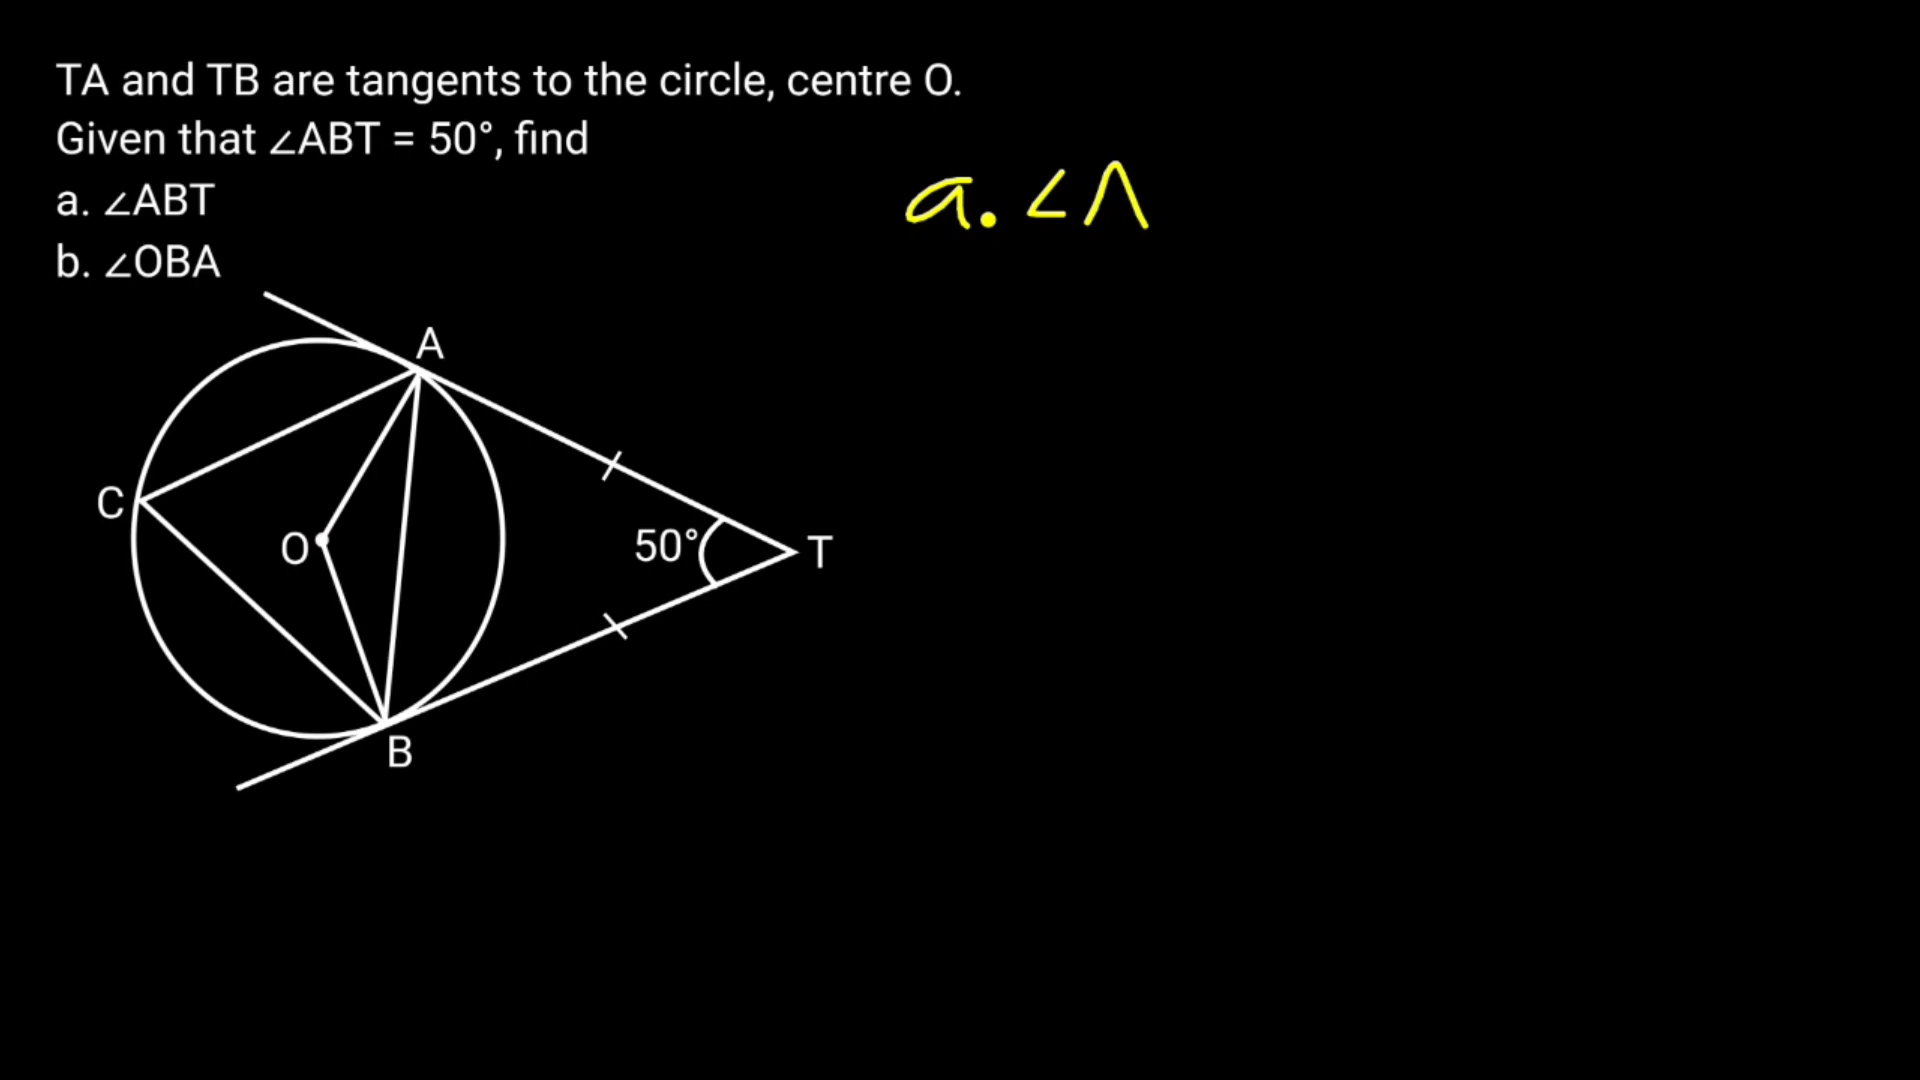 TA and TB are tangents to the circle, centre O.
Given that ∠ABT = 50°, find
a. ∠ABT
a. ∠Λ
b. ∠OBA
A
C
O
50°
T
B